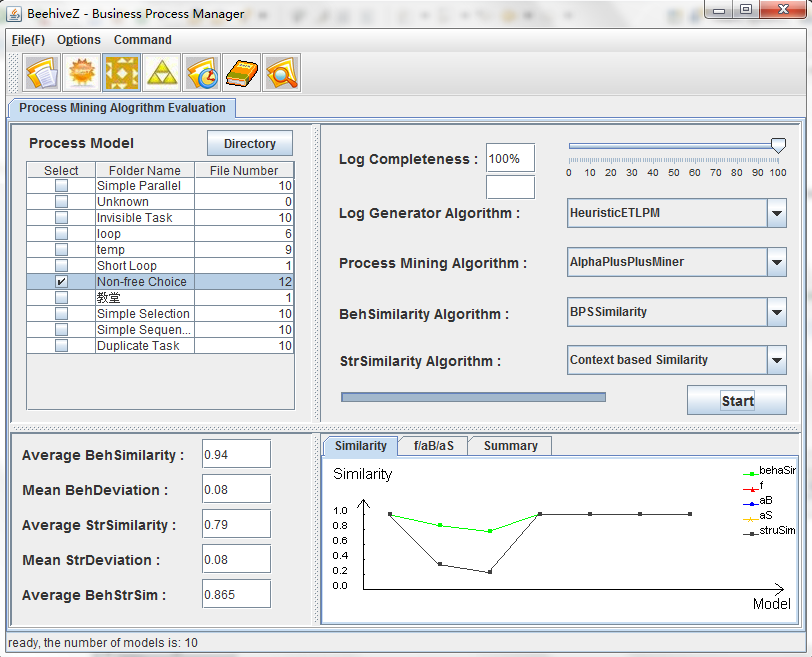 BeehiveZ - Business Process Manager
File(F) Options Command
Process Mining Alogrithm Evaluation
Process Model
Directory
Select Folder Name File Number
Simple Parallel 10
Unknown 0
Invisible Task 10
loop 6
temp 9
Short Loop 1
Non-free Choice 12
教堂 1
Simple Selection 10
Simple Sequen... 10
Duplicate Task 10
Log Completeness : 100%
0 10 20 30 40 50 60 70 80 90 100
Log Generator Algorithm : HeuristicETLPM
Process Mining Algorithm : AlphaPlusPlusMiner
BehSimilarity Algorithm : BPSSimilarity
StrSimilarity Algorithm : Context based Similarity
Start
Average BehSimilarity : 0.94
Mean BehDeviation : 0.08
Average StrSimilarity : 0.79
Mean StrDeviation : 0.08
Average BehStrSim : 0.865
Similarity f/aB/aS Summary
Similarity
behaSir
f
aB
aS
struSim
1.0
0.8
0.6
0.4
0.2
0.0
Model
ready, the number of models is: 10